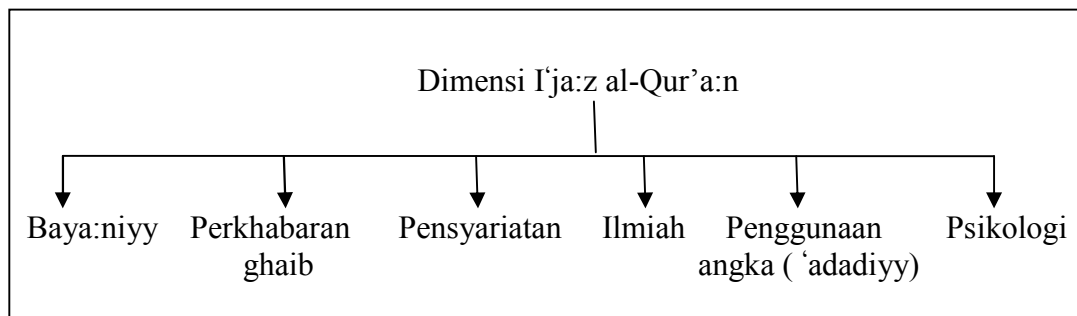 Dimensi I‘ja:z al-Qur’a:n
Baya:niyy Perkhabaran Pensyariatan Ilmiah Penggunaan Psikologi
ghaib angka ( ‘adadiyy)